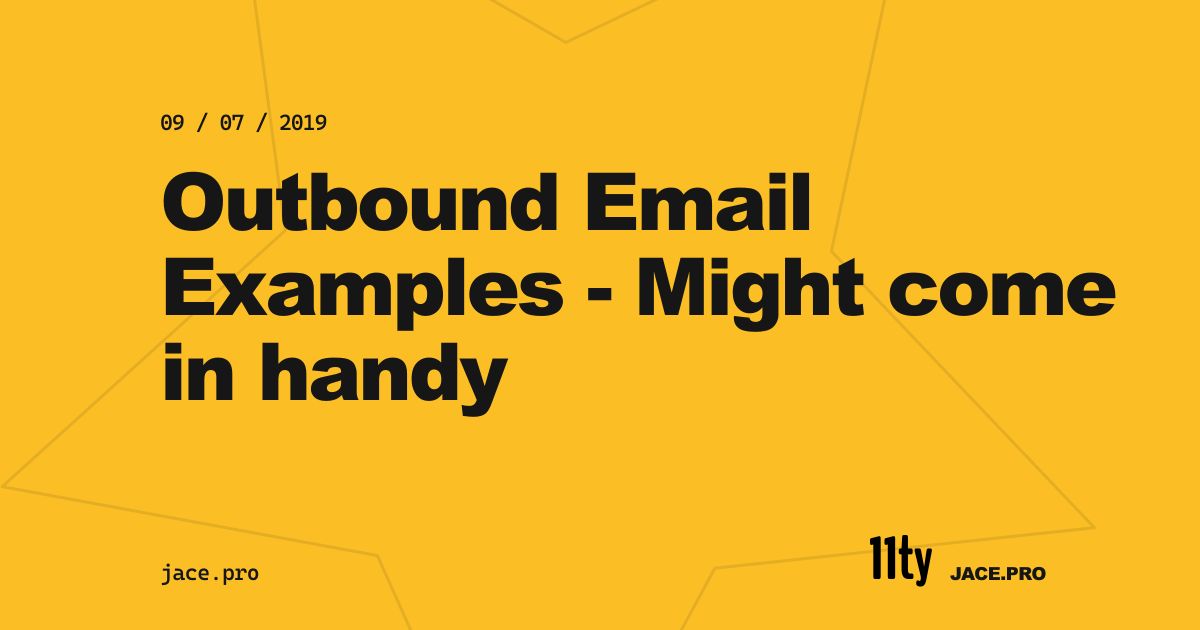 09 / 07 / 2019
Outbound Email
Examples - Might come
in handy
jace.pro
11ty JACE.PRO